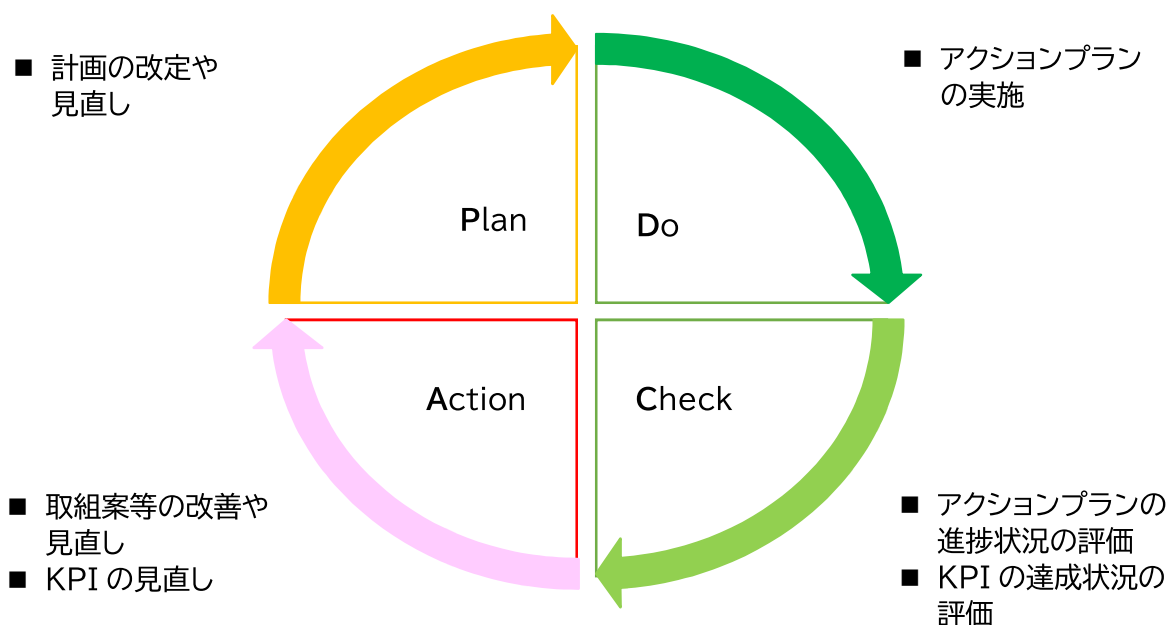 ■ 計画の改定や
見直し
■ アクションプラン
の実施
Plan
Do
Action
Check
■ 取組案等の改善や
見直し
■ KPI の見直し
■ アクションプランの
進捗状況の評価
■ KPI の達成状況の
評価